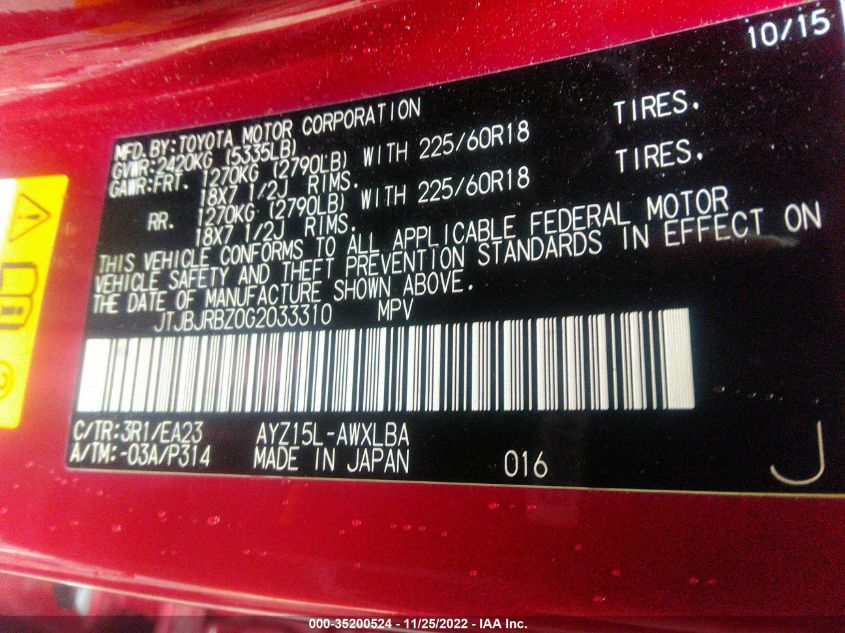 10/15
MFD.BY:TOYOTA MOTOR CORPORATION
GVWR:2420KG (5335LB)
GAWR:FRT. 1270KG (2790LB) WITH 225/60R18 TIRES.
18X7 1/2J RIMS.
RR. 1270KG (2790LB) WITH 225/60R18 TIRES.
18X7 1/2J RIMS.
THIS VEHICLE CONFORMS TO ALL APPLICABLE FEDERAL MOTOR
VEHICLE SAFETY AND THEFT PREVENTION STANDARDS IN EFFECT ON
THE DATE OF MANUFACTURE SHOWN ABOVE.
JTJBJRBZ0G2033310 MPV
C/TR:3R1/EA23 AYZ15L-AWXLBA
A/TM:-03A/P314 MADE IN JAPAN 016 J
000-35200524 - 11/25/2022 - IAA Inc.